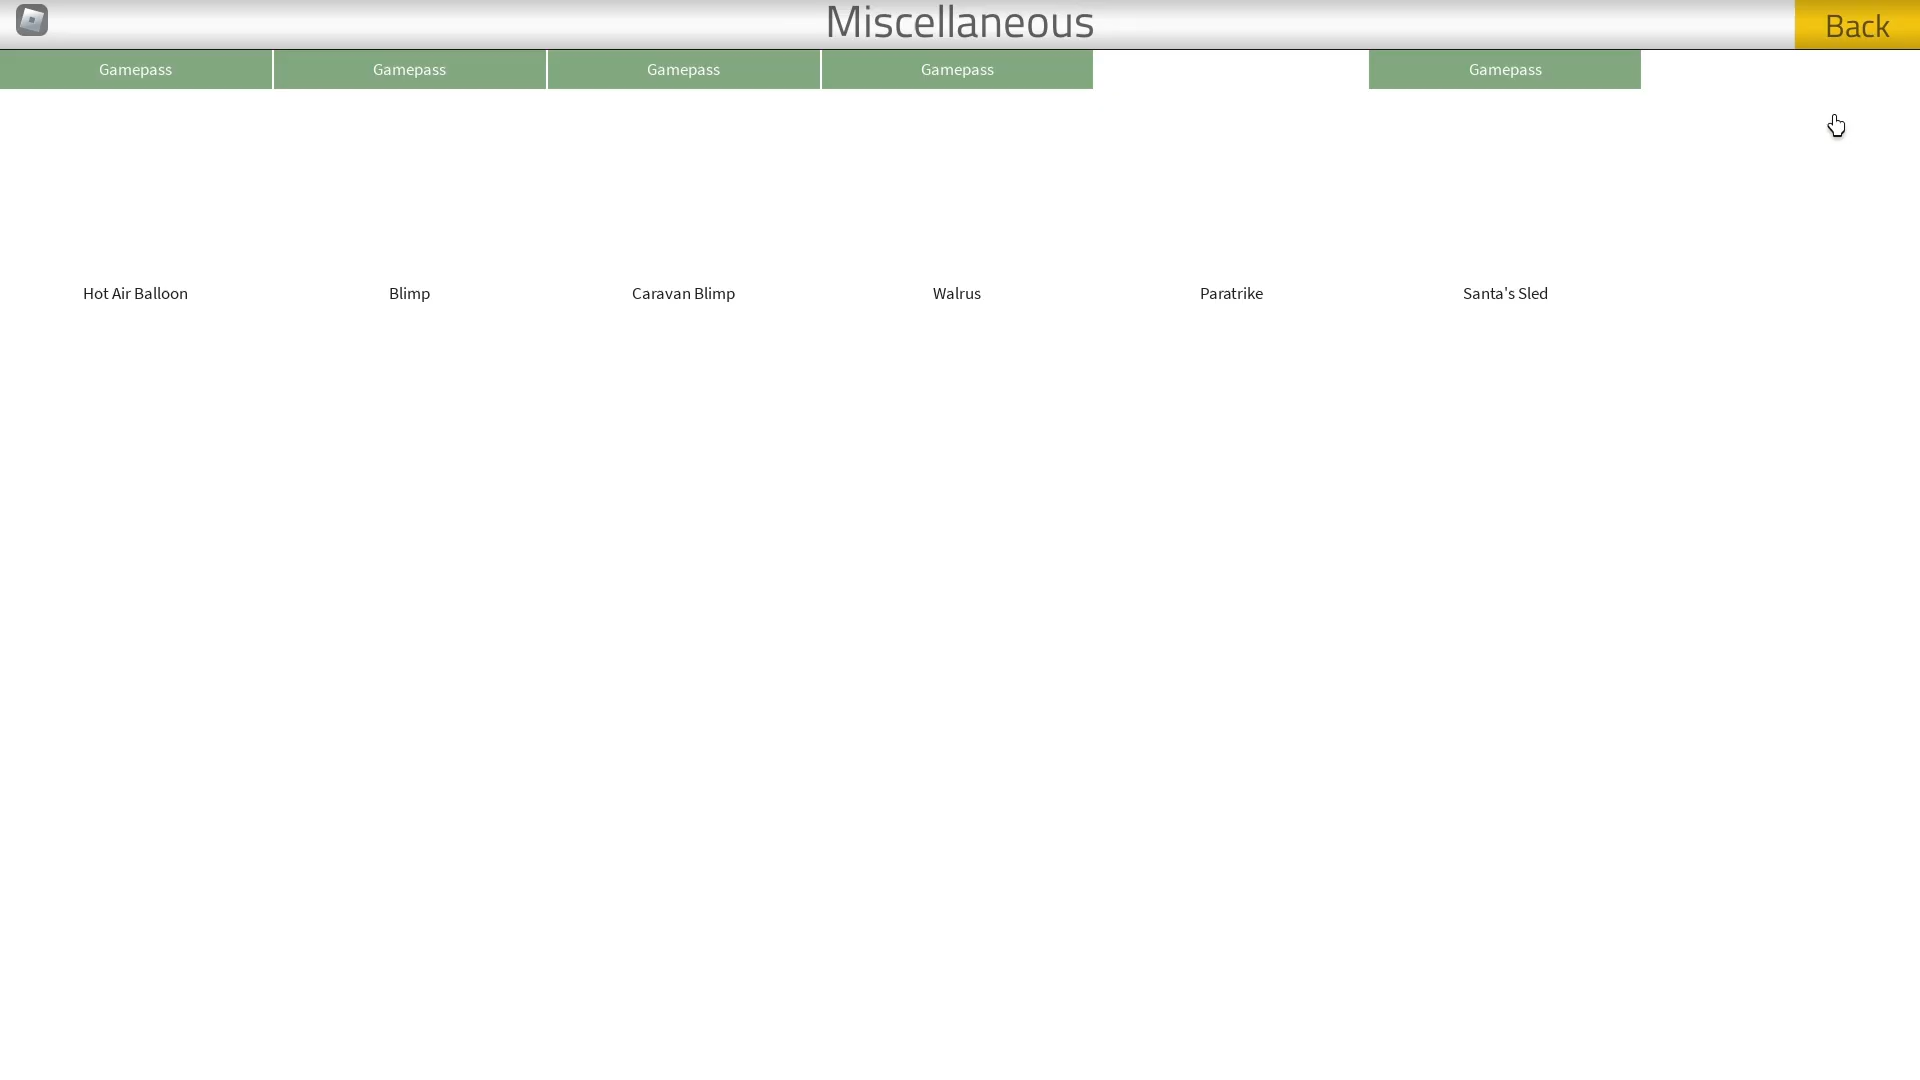 Miscellaneous
Back
Gamepass
Gamepass
Gamepass
Gamepass
Gamepass
Hot Air Balloon
Blimp
Caravan Blimp
Walrus
Paratrike
Santa's Sled